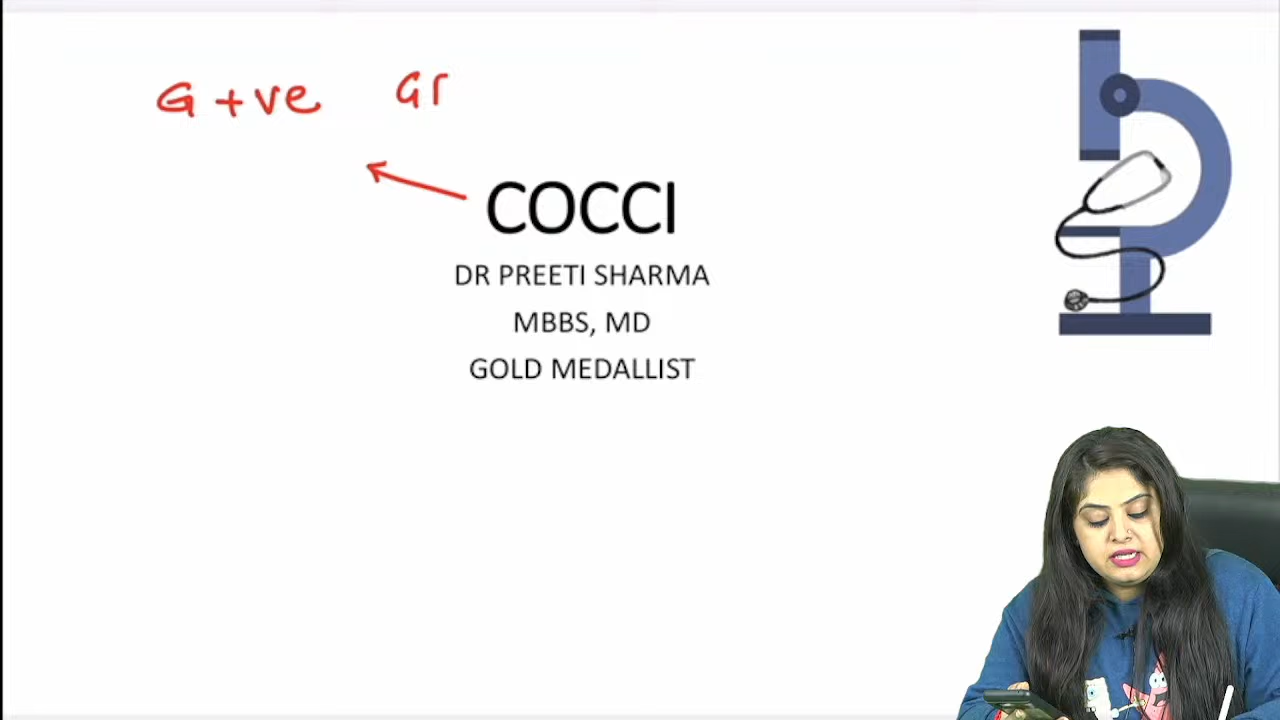 G +ve Gr
COCCI
DR PREETI SHARMA
MBBS, MD
GOLD MEDALLIST